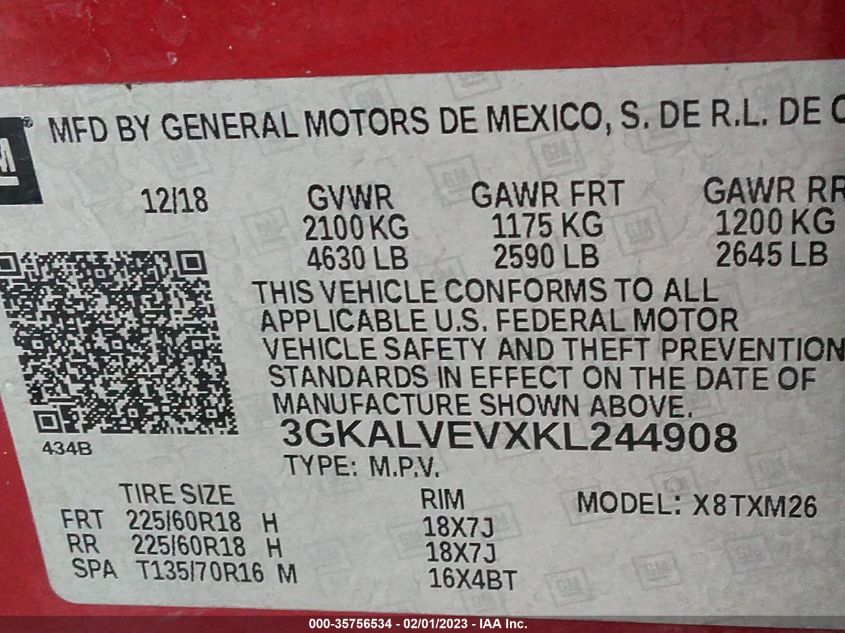 MFD BY GENERAL MOTORS DE MEXICO, S. DE R.L. DE C
12/18 GVWR GAWR FRT GAWR RR
2100 KG 1175 KG 1200 KG
4630 LB 2590 LB 2645 LB
THIS VEHICLE CONFORMS TO ALL
APPLICABLE U.S. FEDERAL MOTOR
VEHICLE SAFETY AND THEFT PREVENTION
STANDARDS IN EFFECT ON THE DATE OF
MANUFACTURE SHOWN ABOVE.
434B 3GKALVEVXKL244908
TYPE: M.P.V.
TIRE SIZE RIM MODEL: X8TXM26
FRT 225/60R18 H 18X7J
RR 225/60R18 H 18X7J
SPA T135/70R16 M 16X4BT
000-35756534 - 02/01/2023 - IAA Inc.